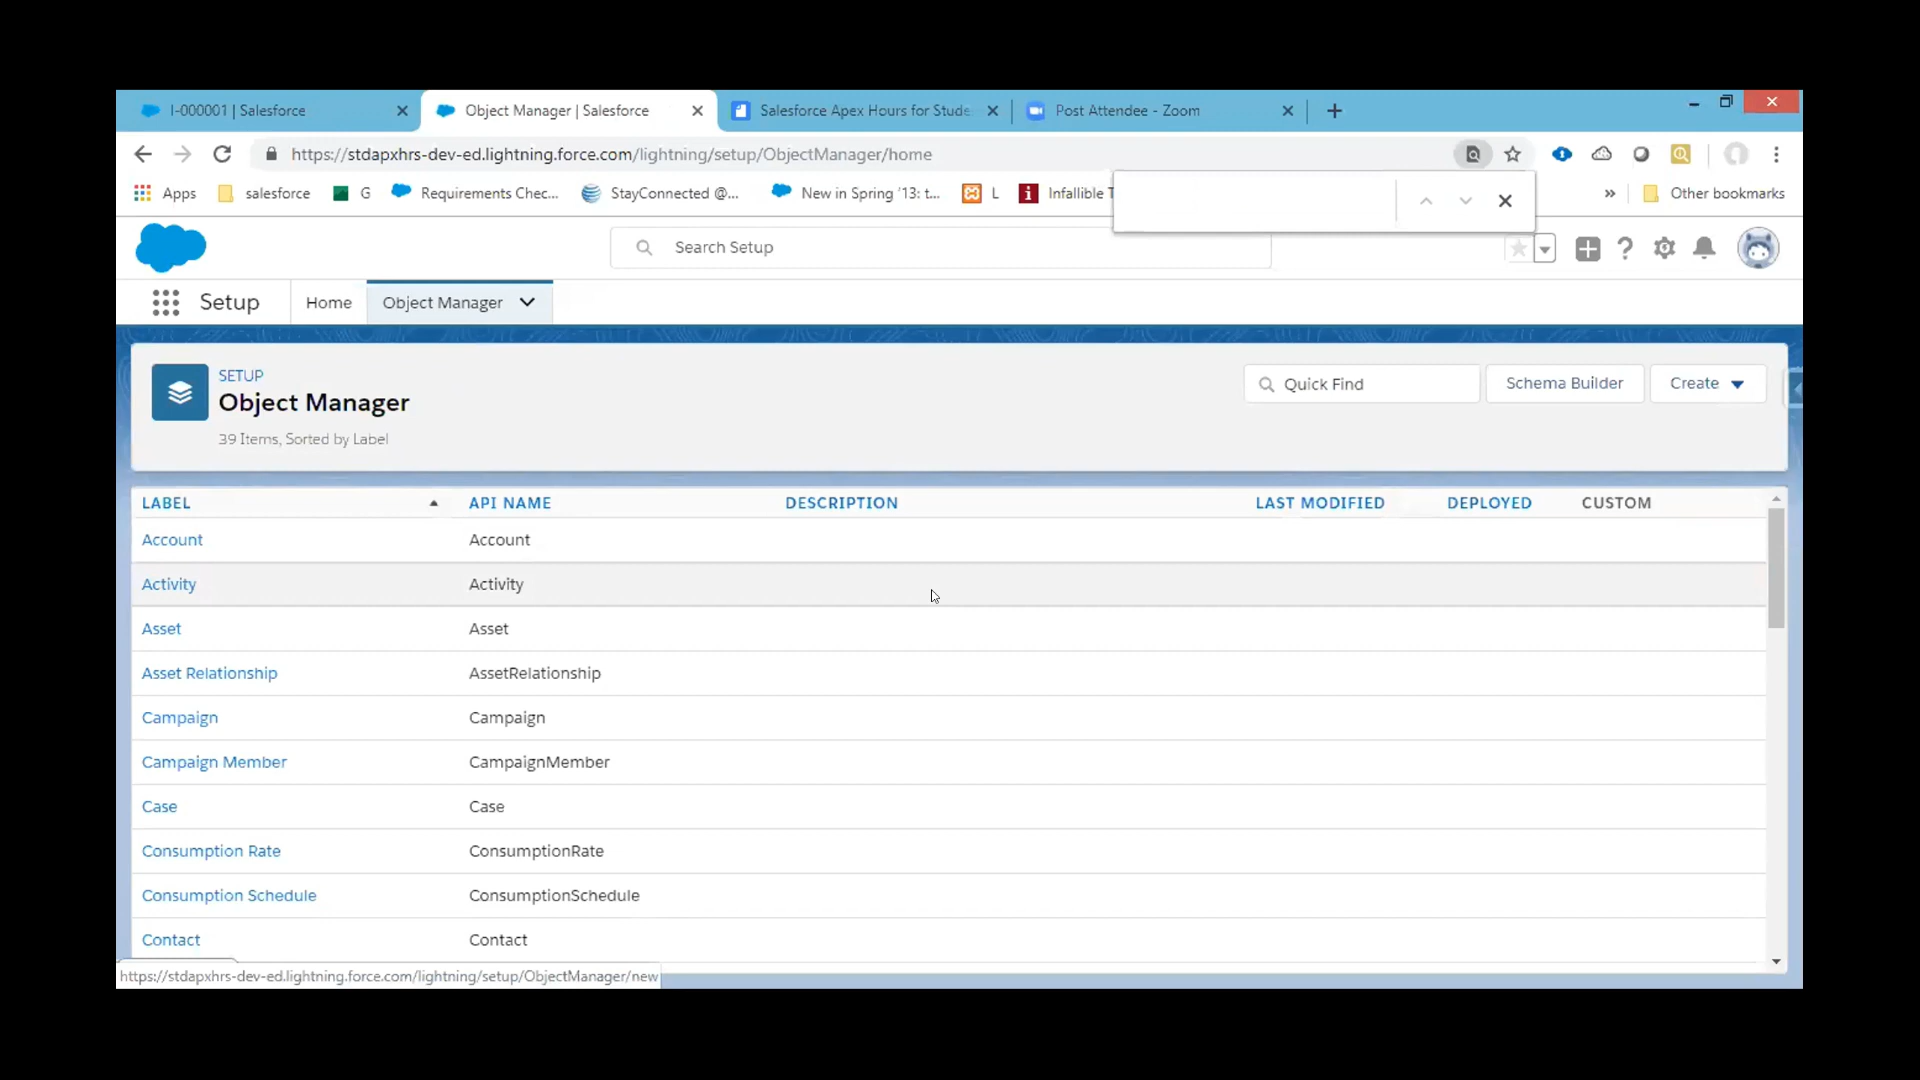 I-000001 | Salesforce
Object Manager | Salesforce
Salesforce Apex Hours for Stude
Post Attendee - Zoom
https://stdapxhrs-dev-ed.lightning.force.com/lightning/setup/ObjectManager/home
Apps
salesforce
G
Requirements Chec...
StayConnected @...
New in Spring '13: t...
L
Infallible T
Other bookmarks
Search Setup
Setup
Home
Object Manager
SETUP
Object Manager
39 Items, Sorted by Label
Quick Find
Schema Builder
Create
LABEL API NAME DESCRIPTION LAST MODIFIED DEPLOYED CUSTOM
Account Account
Activity Activity
Asset Asset
Asset Relationship AssetRelationship
Campaign Campaign
Campaign Member CampaignMember
Case Case
Consumption Rate ConsumptionRate
Consumption Schedule ConsumptionSchedule
Contact Contact
https://stdapxhrs-dev-ed.lightning.force.com/lightning/setup/ObjectManager/new